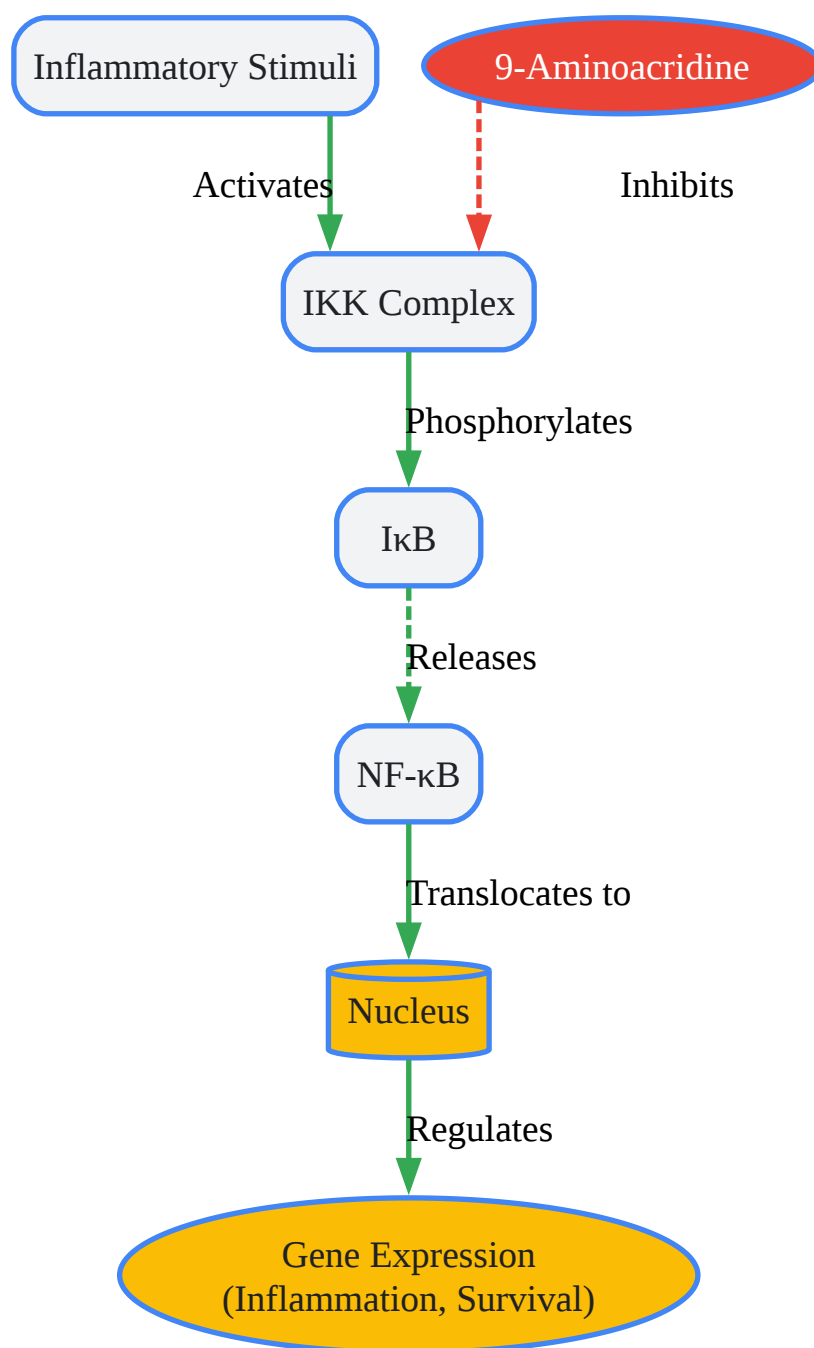 Inflammatory Stimuli
9-Aminoacridine
Activates
Inhibits
IKK Complex
Phosphorylates
IκB
Releases
NF-κB
Translocates to
Nucleus
Regulates
Gene Expression
(Inflammation, Survival)